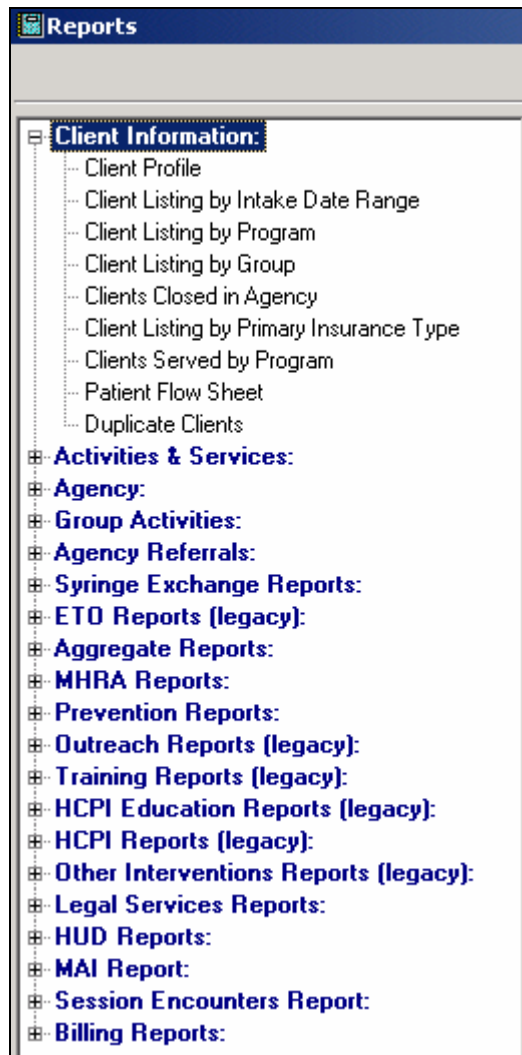 Reports
Client Information:
Client Profile
Client Listing by Intake Date Range
Client Listing by Program
Client Listing by Group
Clients Closed in Agency
Client Listing by Primary Insurance Type
Clients Served by Program
Patient Flow Sheet
Duplicate Clients
Activities & Services:
Agency:
Group Activities:
Agency Referrals:
Syringe Exchange Reports:
ETO Reports (legacy):
Aggregate Reports:
MHRA Reports:
Prevention Reports:
Outreach Reports (legacy):
Training Reports (legacy):
HCPI Education Reports (legacy):
HCPI Reports (legacy):
Other Interventions Reports (legacy):
Legal Services Reports:
HUD Reports:
MAI Report:
Session Encounters Report:
Billing Reports: